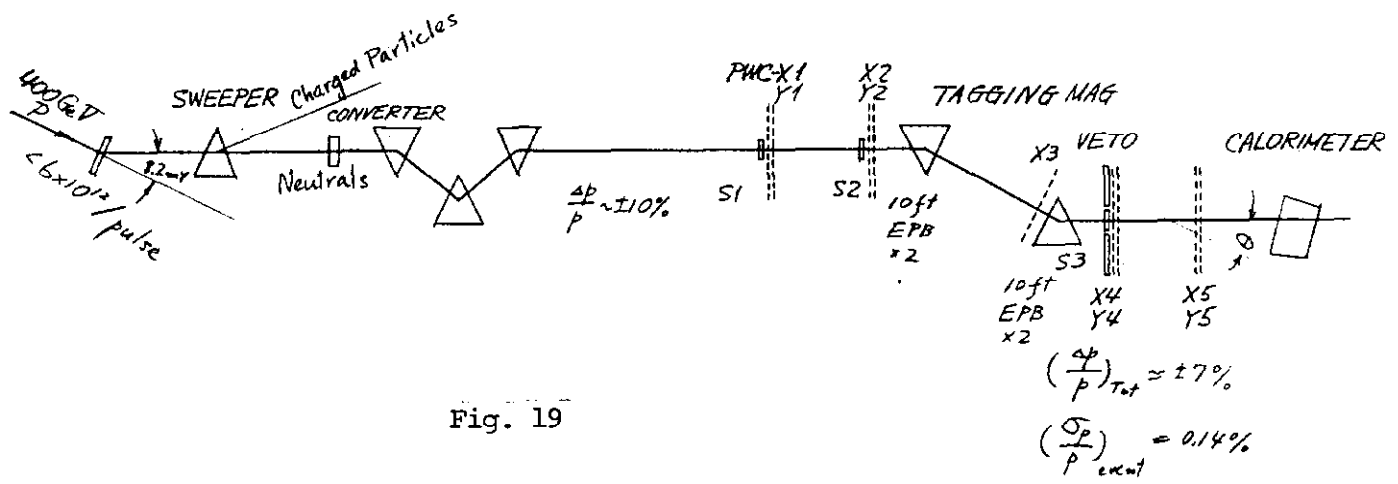 400 GeV
P
<6×10¹²/pulse
8.2mr
SWEEPER
Charged Particles
CONVERTER
Neutrals
Δp/p ~ ±10%
PWC-X1
Y1
S1
X2
Y2
S2
TAGGING MAG
10ft
EPB
×2
X3
S3
10ft
EPB
×2
VETO
X4
Y4
X5
Y5
θ
CALORIMETER
(Δp/p)Tot ≈ ±7%
(σp/p)event = 0.14%
Fig. 19